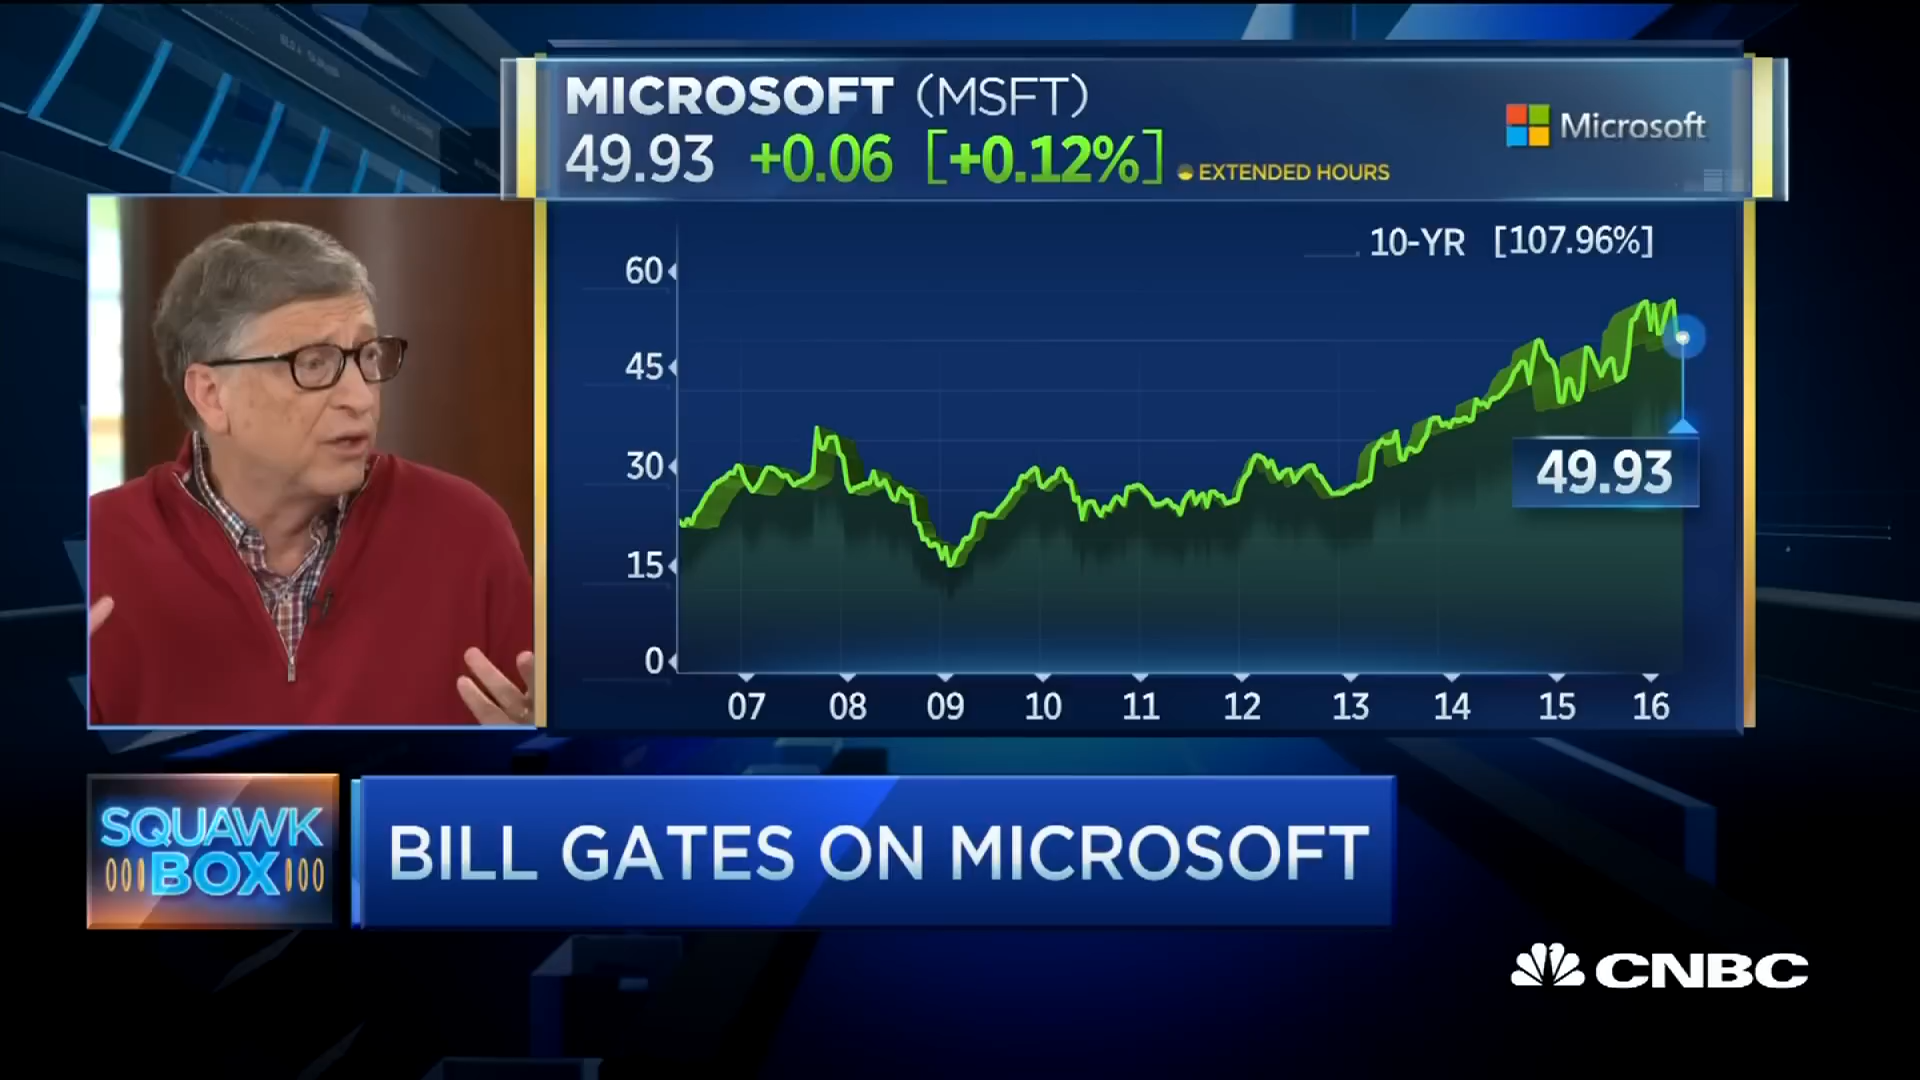 MICROSOFT (MSFT)
49.93 +0.06 [+0.12%] EXTENDED HOURS
Microsoft
10-YR [107.96%]
60
45
30
15
0
49.93
07 08 09 10 11 12 13 14 15 16
SQUAWK
BOX
BILL GATES ON MICROSOFT
CNBC